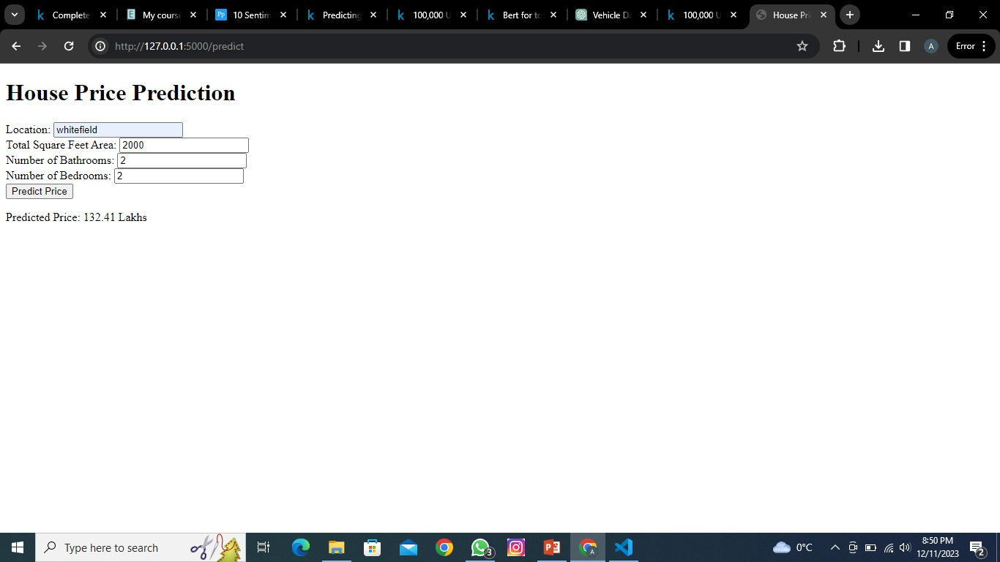 Complete
My course
10 Sentim
Predicting
100,000 U
Bert for to
Vehicle Da
100,000 U
House Pri
http://127.0.0.1:5000/predict
A
Error
House Price Prediction
Location: whitefield
Total Square Feet Area: 2000
Number of Bathrooms: 2
Number of Bedrooms: 2
Predict Price
Predicted Price: 132.41 Lakhs
Type here to search
3
0°C
8:50 PM
12/11/2023
2